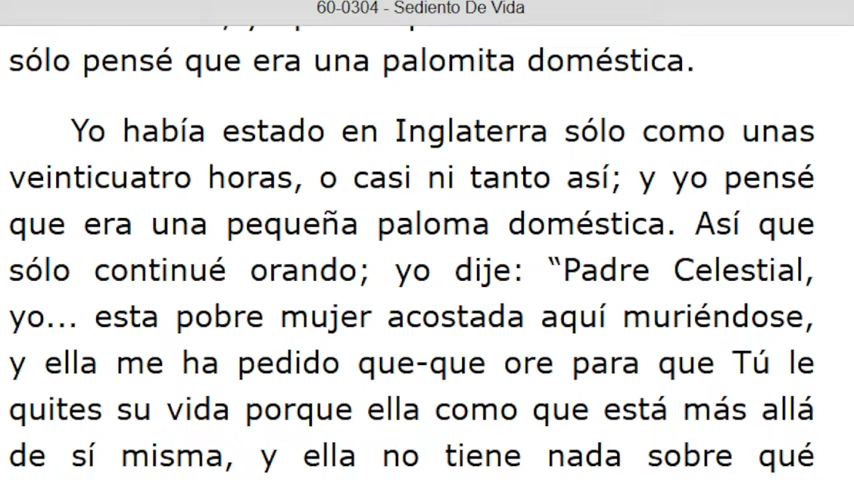 60-0304 - Sediento De Vida
sólo pensé que era una palomita doméstica.
Yo había estado en Inglaterra sólo como unas
veinticuatro horas, o casi ni tanto así; y yo pensé
que era una pequeña paloma doméstica. Así que
sólo continué orando; yo dije: “Padre Celestial,
yo... esta pobre mujer acostada aquí muriéndose,
y ella me ha pedido que-que ore para que Tú le
quites su vida porque ella como que está más allá
de sí misma, y ella no tiene nada sobre qué